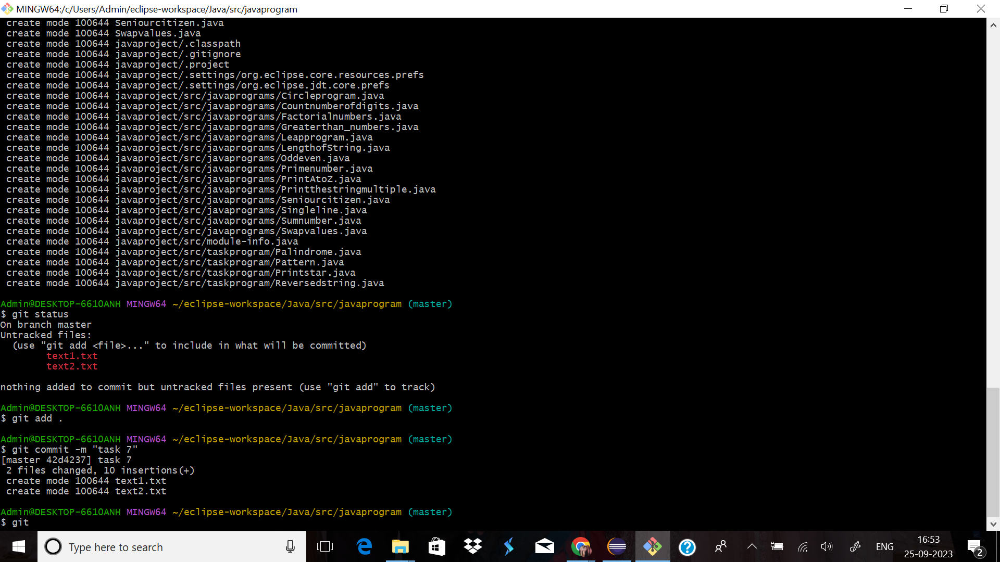 MINGW64:/c/Users/Admin/eclipse-workspace/Java/src/javaprogram
create mode 100644 Seniourcitizen.java
create mode 100644 Swapvalues.java
create mode 100644 javaproject/.classpath
create mode 100644 javaproject/.gitignore
create mode 100644 javaproject/.project
create mode 100644 javaproject/.settings/org.eclipse.core.resources.prefs
create mode 100644 javaproject/.settings/org.eclipse.jdt.core.prefs
create mode 100644 javaproject/src/javaprograms/Circleprogram.java
create mode 100644 javaproject/src/javaprograms/Countnumberofdigits.java
create mode 100644 javaproject/src/javaprograms/Factorialnumbers.java
create mode 100644 javaproject/src/javaprograms/Greaterthan_numbers.java
create mode 100644 javaproject/src/javaprograms/Leapprogram.java
create mode 100644 javaproject/src/javaprograms/LengthofString.java
create mode 100644 javaproject/src/javaprograms/Oddeven.java
create mode 100644 javaproject/src/javaprograms/Primenumber.java
create mode 100644 javaproject/src/javaprograms/PrintAtoZ.java
create mode 100644 javaproject/src/javaprograms/Printthestringmultiple.java
create mode 100644 javaproject/src/javaprograms/Seniourcitizen.java
create mode 100644 javaproject/src/javaprograms/Singleline.java
create mode 100644 javaproject/src/javaprograms/Sumnumber.java
create mode 100644 javaproject/src/javaprograms/Swapvalues.java
create mode 100644 javaproject/src/module-info.java
create mode 100644 javaproject/src/taskprogram/Palindrome.java
create mode 100644 javaproject/src/taskprogram/Pattern.java
create mode 100644 javaproject/src/taskprogram/Printstar.java
create mode 100644 javaproject/src/taskprogram/Reversedstring.java
Admin@DESKTOP-6610ANH MINGW64 ~/eclipse-workspace/Java/src/javaprogram (master)
$ git status
On branch master
Untracked files:
(use "git add <file>..." to include in what will be committed)
text1.txt
text2.txt
nothing added to commit but untracked files present (use "git add" to track)
Admin@DESKTOP-6610ANH MINGW64 ~/eclipse-workspace/Java/src/javaprogram (master)
$ git add .
Admin@DESKTOP-6610ANH MINGW64 ~/eclipse-workspace/Java/src/javaprogram (master)
$ git commit -m "task 7"
[master 42d4237] task 7
2 files changed, 10 insertions(+)
create mode 100644 text1.txt
create mode 100644 text2.txt
Admin@DESKTOP-6610ANH MINGW64 ~/eclipse-workspace/Java/src/javaprogram (master)
$ git
Type here to search
ENG
16:53
25-09-2023
2